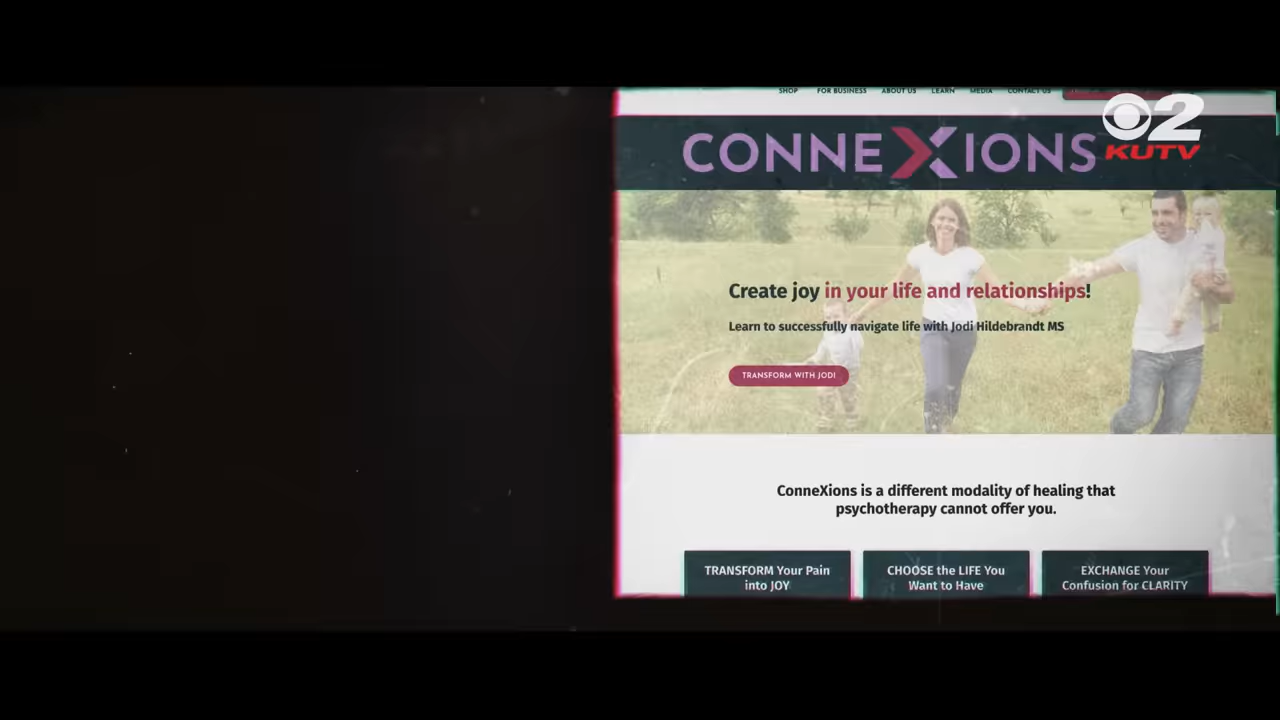 SHOP FOR BUSINESS ABOUT US LEARN MEDIA CONTACT US
2
KUTV
CONNEXIONS
Create joy in your life and relationships!
Learn to successfully navigate life with Jodi Hildebrandt MS
TRANSFORM WITH JODI
ConneXions is a different modality of healing that
psychotherapy cannot offer you.
TRANSFORM Your Pain
into JOY
CHOOSE the LIFE You
Want to Have
EXCHANGE Your
Confusion for CLARITY